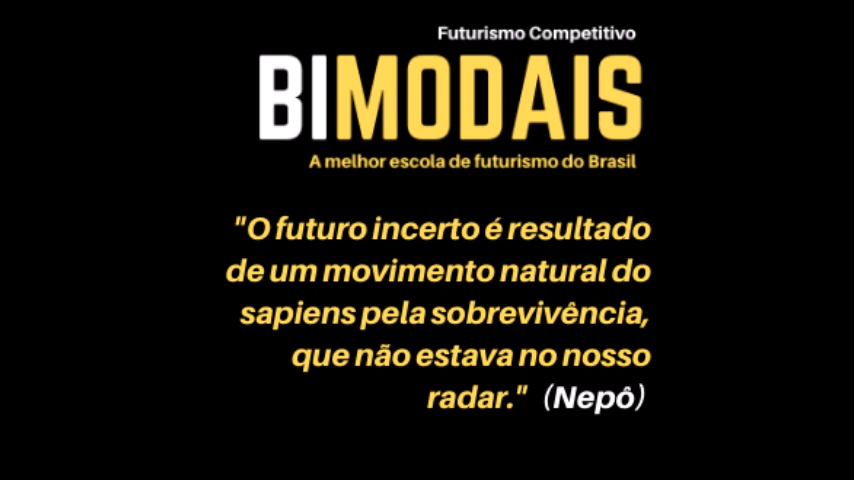 Futurismo Competitivo
BIMODAIS
A melhor escola de futurismo do Brasil
"O futuro incerto é resultado
de um movimento natural do
sapiens pela sobrevivência,
que não estava no nosso
radar." (Nepô)